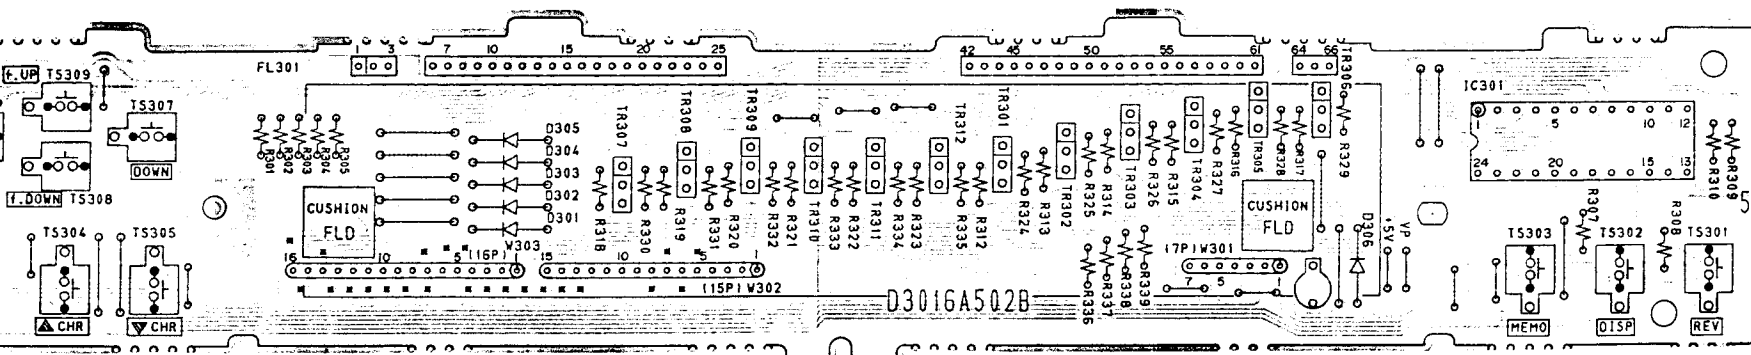 1 3 7 10 15 20 25 42 45 50 55 61 64 66
FL301
TR306
f.UP TS309
TS307
DOWN
f.DOWN TS308
R301
R302
R303
R304
R305
D305
D304
D303
D302
D301
TR307
TR308
TR309
TR312
TR301
IC301
1 5 10 12
24 20 15 13
CUSHION
FLD
R318
R330
R319
R331
R320
R332
R321
TR310
R333
R322
TR311
R334
R323
R335
R312
R324
R313
TR302
R325
R314
TR303
R326
R315
TR304
R327
R316
TR305
R328
R317
R329
CUSHION
FLD
D306
+5V
VP
R310
R309
5
R307
R308
TS304
TS305
W303
16 10 5 (16P) 1
15 10 5 1
(15P) W302
(7P) W301
7 5 1
R336
R337
R338
R339
D3016A502B
TS303
TS302
TS301
CHR
CHR
MEMO
DISP
REV